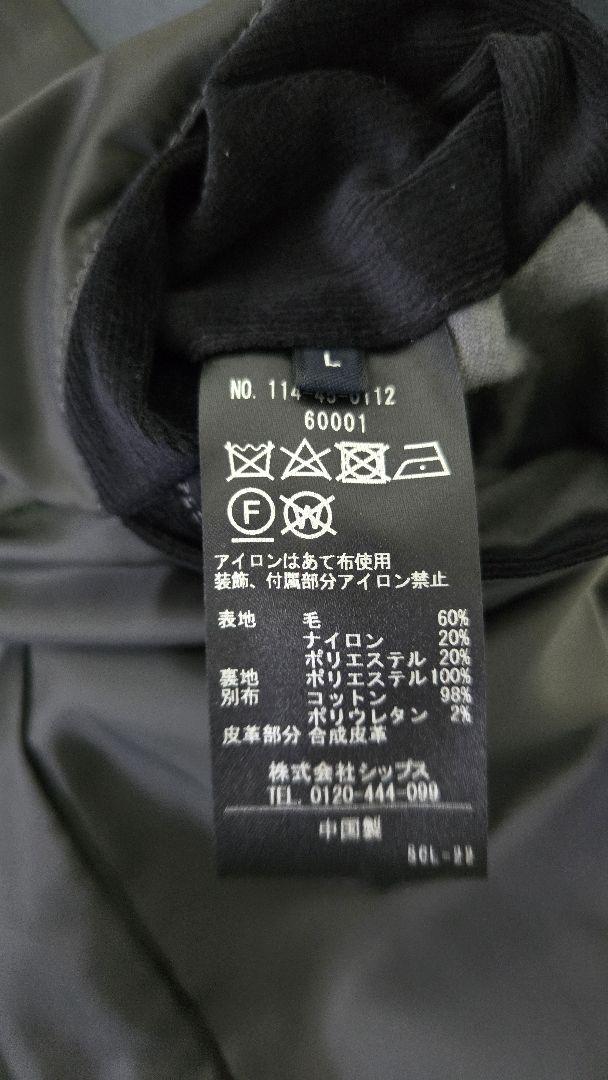 L
NO. 114-45-0112
60001
F
W
アイロンはあて布使用
装飾、付属部分アイロン禁止
表地 毛 60%
ナイロン 20%
ポリエステル 20%
裏地 ポリエステル 100%
別布 コットン 98%
ポリウレタン 2%
皮革部分 合成皮革
株式会社シップス
TEL. 0120-444-099
中国製